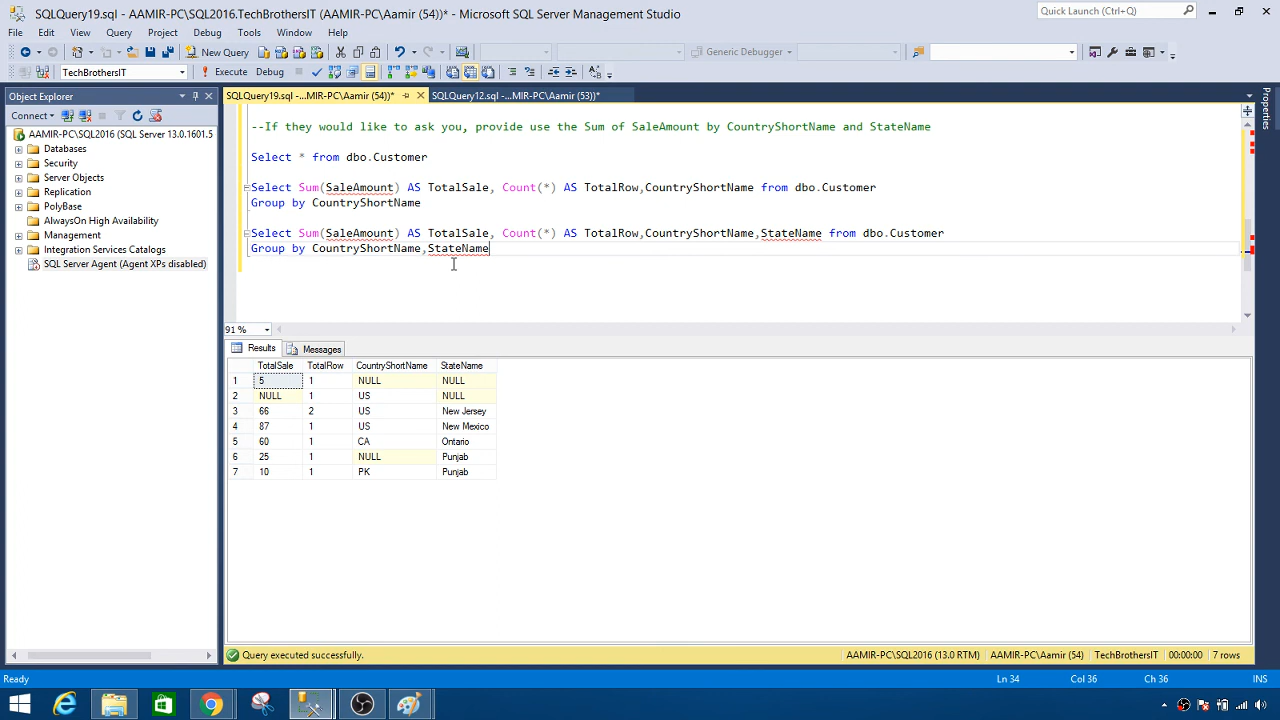 SQLQuery19.sql -...MIR-PC\SQL2016.TechBrothersIT (AAMIR-PC\Aamir (54))* - Microsoft SQL Server Management Studio
Quick Launch (Ctrl+Q)
File Edit View Query Project Debug Tools Window Help
New Query
Generic Debugger
TechBrothersIT
Execute Debug
Object Explorer
SQLQuery19.sql -...MIR-PC\Aamir (54))*
SQLQuery12.sql -...MIR-PC\Aamir (53))*
Properties
Connect
AAMIR-PC\SQL2016 (SQL Server 13.0.1601.5
Databases
Security
Server Objects
Replication
PolyBase
AlwaysOn High Availability
Management
Integration Services Catalogs
SQL Server Agent (Agent XPs disabled)
--If they would like to ask you, provide use the Sum of SaleAmount by CountryShortName and StateName
Select * from dbo.Customer
Select Sum(SaleAmount) AS TotalSale, Count(*) AS TotalRow,CountryShortName from dbo.Customer
Group by CountryShortName
Select Sum(SaleAmount) AS TotalSale, Count(*) AS TotalRow,CountryShortName,StateName from dbo.Customer
Group by CountryShortName,StateName
91 %
Results Messages
TotalSale TotalRow CountryShortName StateName
1 5 1 NULL NULL
2 NULL 1 US NULL
3 66 2 US New Jersey
4 87 1 US New Mexico
5 60 1 CA Ontario
6 25 1 NULL Punjab
7 10 1 PK Punjab
Query executed successfully.
AAMIR-PC\SQL2016 (13.0 RTM) AAMIR-PC\Aamir (54) TechBrothersIT 00:00:00 7 rows
Ready Ln 34 Col 36 Ch 36 INS